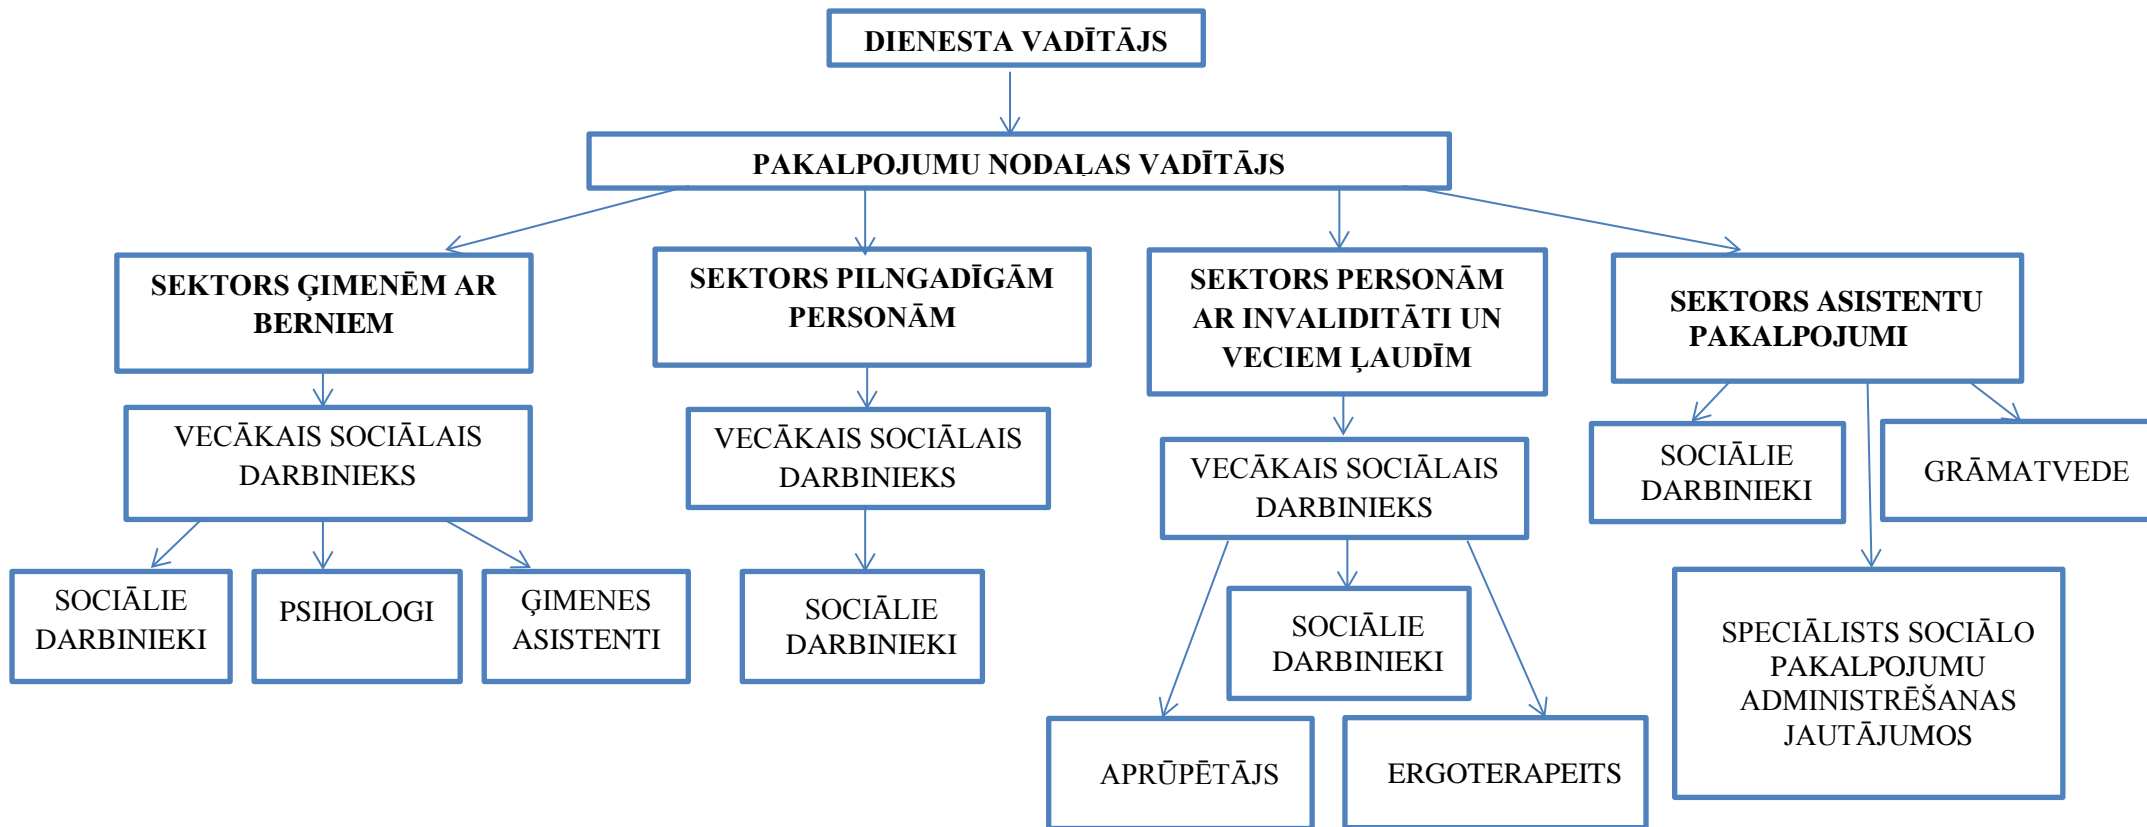 DIENESTA VADĪTĀJS
PAKALPOJUMU NODAĻAS VADĪTĀJS
SEKTORS ĢIMENĒM AR
BERNIEM
SEKTORS PILNGADĪGĀM
PERSONĀM
SEKTORS PERSONĀM
AR INVALIDITĀTI UN
VECIEM ĻAUDĪM
SEKTORS ASISTENTU
PAKALPOJUMI
VECĀKAIS SOCIĀLAIS
DARBINIEKS
VECĀKAIS SOCIĀLAIS
DARBINIEKS
VECĀKAIS SOCIĀLAIS
DARBINIEKS
SOCIĀLIE
DARBINIEKI
GRĀMATVEDE
SOCIĀLIE
DARBINIEKI
PSIHOLOGI
ĢIMENES
ASISTENTI
SOCIĀLIE
DARBINIEKI
SOCIĀLIE
DARBINIEKI
SPECIĀLISTS SOCIĀLO
PAKALPOJUMU
ADMINISTRĒŠANAS
JAUTĀJUMOS
APRŪPĒTĀJS
ERGOTERAPEITS